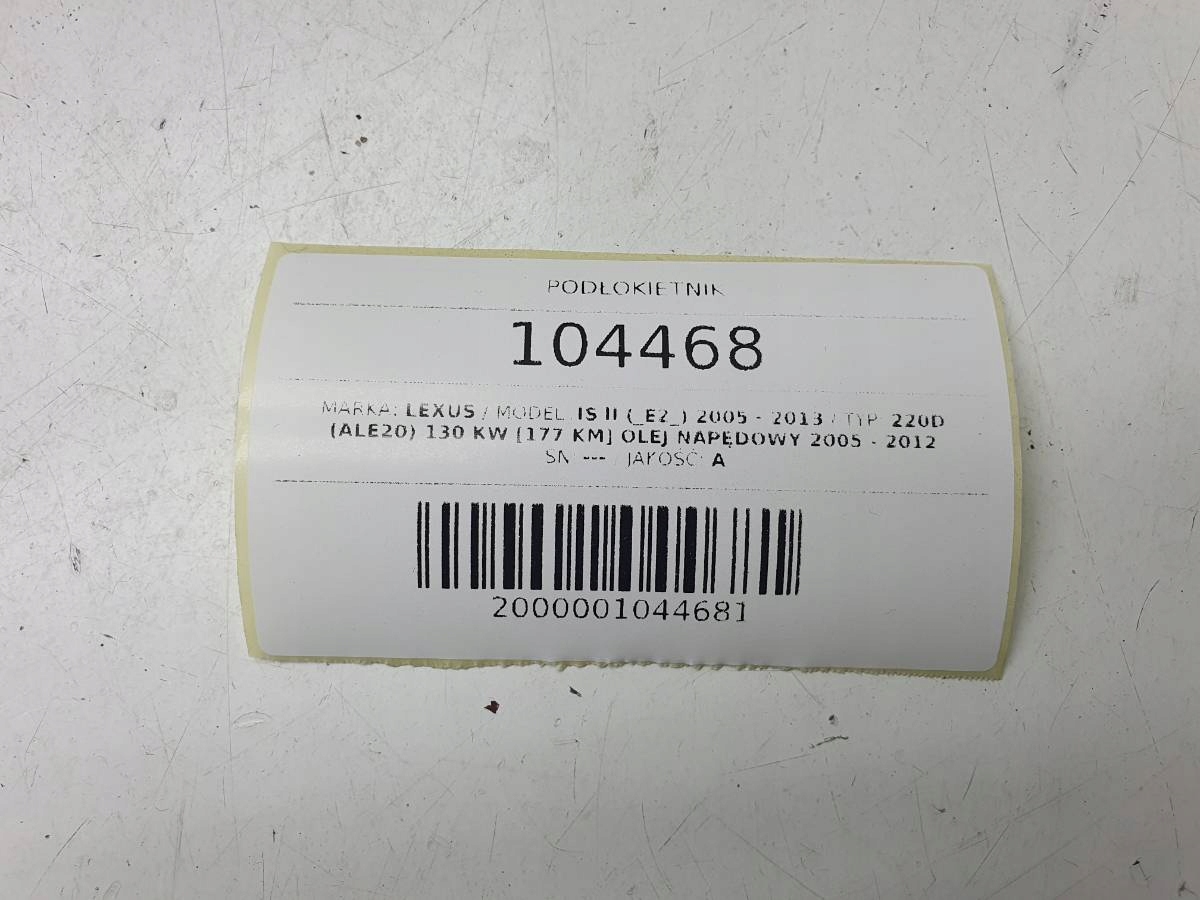 PODŁOKIETNIK
104468
MARKA: LEXUS / MODEL: IS II (_E2_) 2005 - 2013 / TYP: 220D
(ALE20) 130 KW [177 KM] OLEJ NAPĘDOWY 2005 - 2012
SN: --- / JAKOŚĆ: A
2000001044681